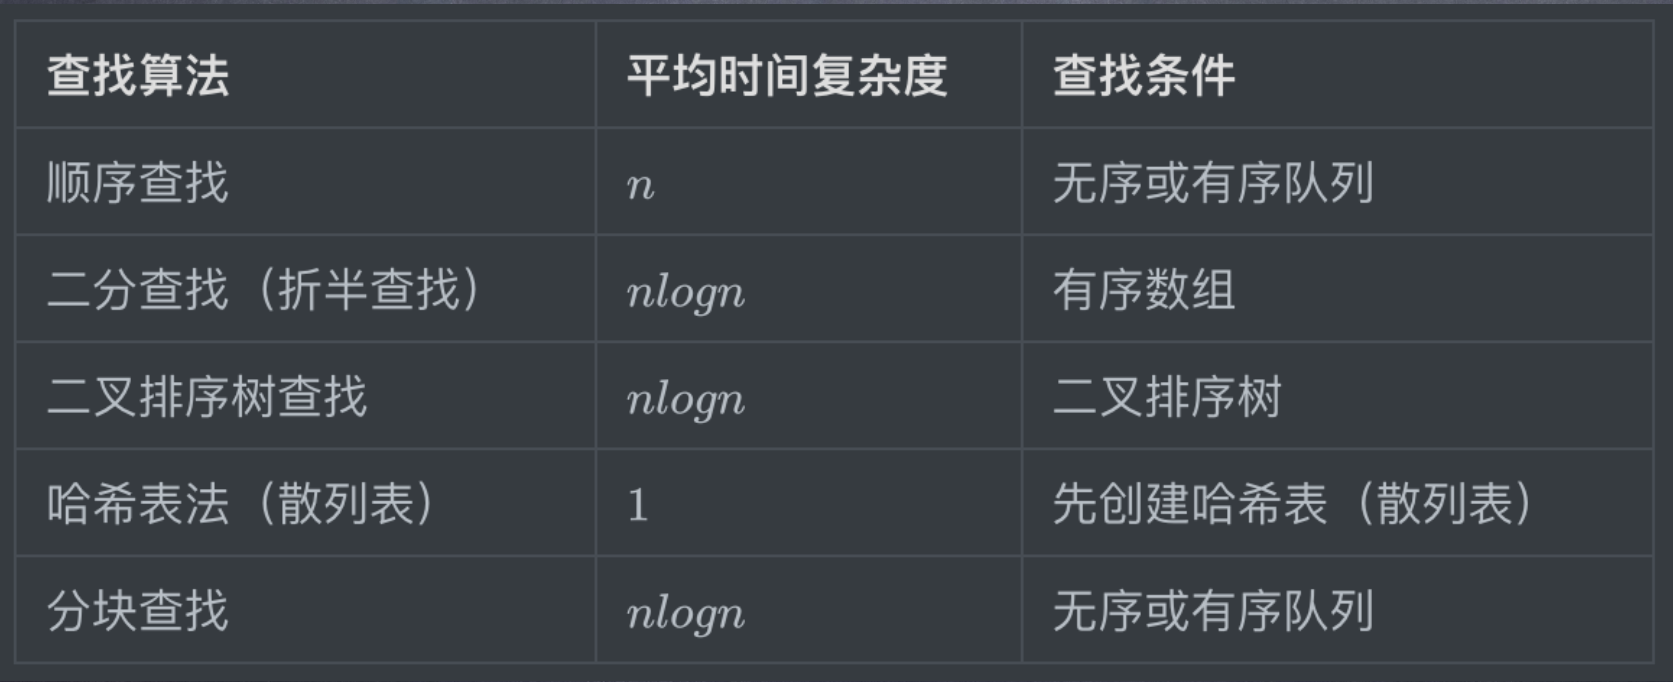 查找算法 平均时间复杂度 查找条件
顺序查找 n 无序或有序队列
二分查找（折半查找） nlogn 有序数组
二叉排序树查找 nlogn 二叉排序树
哈希表法（散列表） 1 先创建哈希表（散列表）
分块查找 nlogn 无序或有序队列